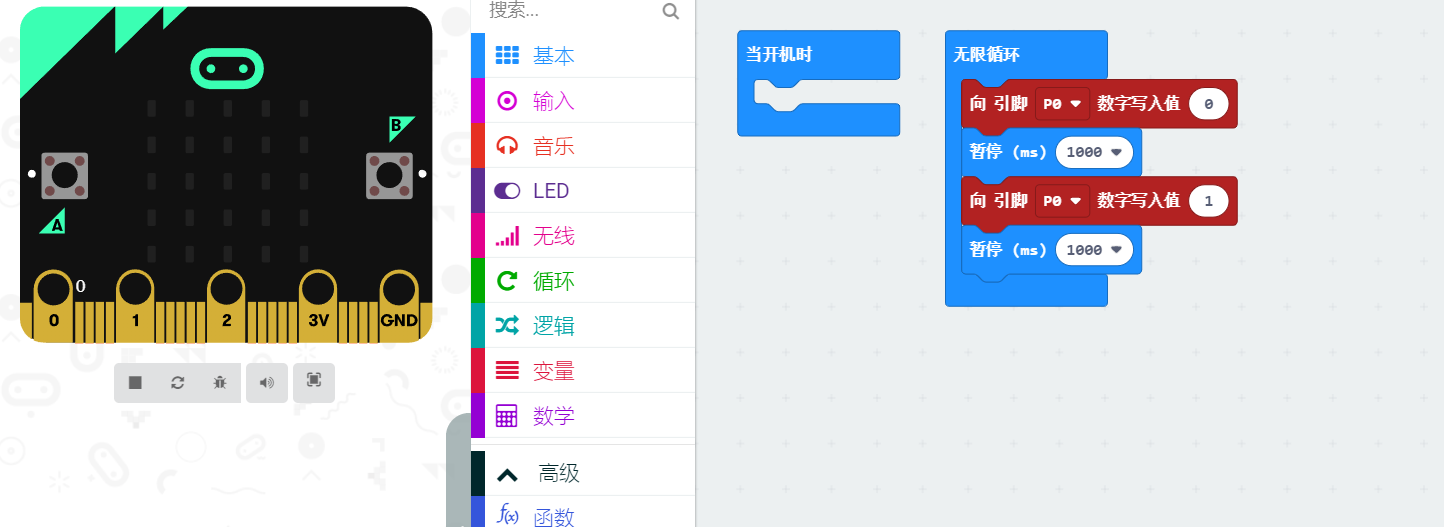 B
A
0
0
1
2
3V
GND
搜索...
基本
输入
音乐
LED
无线
循环
逻辑
变量
数学
高级
f(x) 函数
当开机时
无限循环
向 引脚 P0 数字写入值 0
暂停 (ms) 1000
向 引脚 P0 数字写入值 1
暂停 (ms) 1000